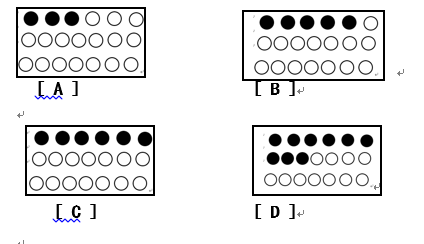 [ A ]
[ B ]
[ C ]
[ D ]